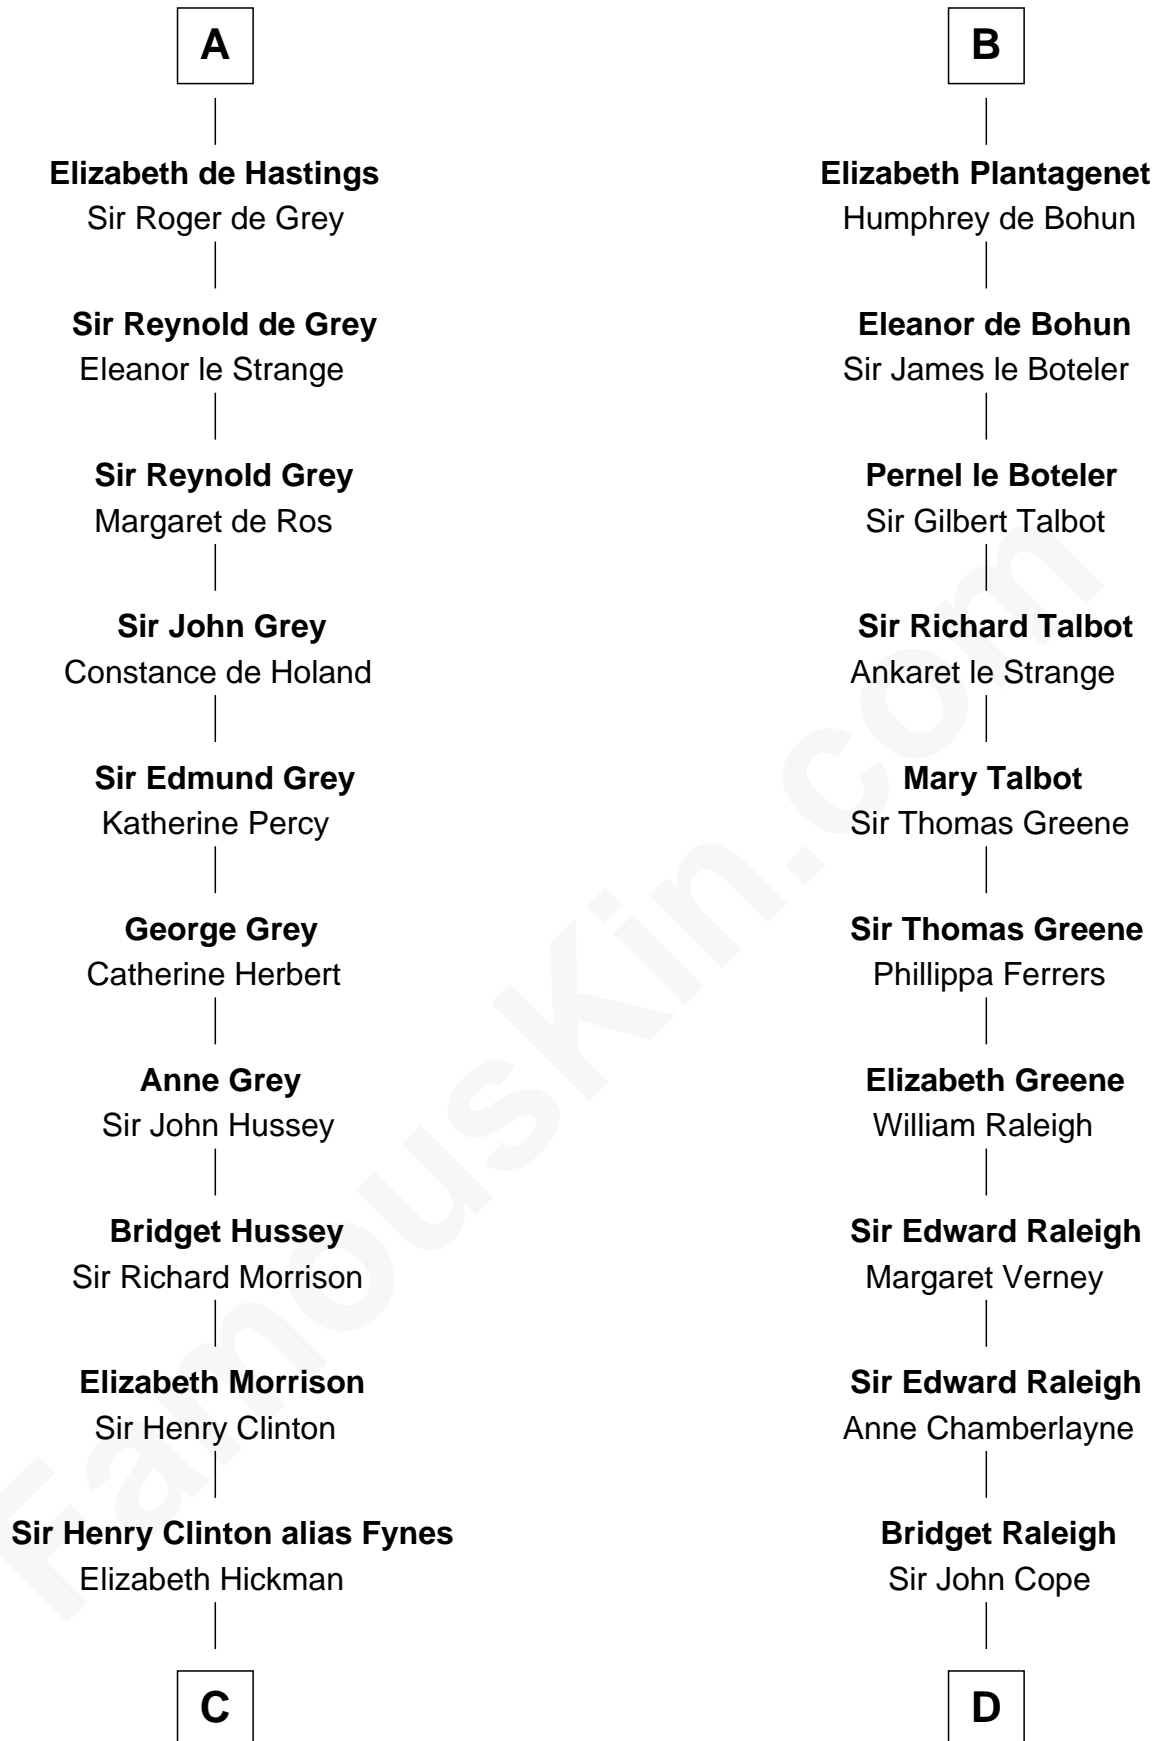 A
Elizabeth de Hastings
Sir Roger de Grey
Sir Reynold de Grey
Eleanor le Strange
Sir Reynold Grey
Margaret de Ros
Sir John Grey
Constance de Holand
Sir Edmund Grey
Katherine Percy
George Grey
Catherine Herbert
Anne Grey
Sir John Hussey
Bridget Hussey
Sir Richard Morrison
Elizabeth Morrison
Sir Henry Clinton
Sir Henry Clinton alias Fynes
Elizabeth Hickman
C
B
Elizabeth Plantagenet
Humphrey de Bohun
Eleanor de Bohun
Sir James le Boteler
Pernel le Boteler
Sir Gilbert Talbot
Sir Richard Talbot
Ankaret le Strange
Mary Talbot
Sir Thomas Greene
Sir Thomas Greene
Phillippa Ferrers
Elizabeth Greene
William Raleigh
Sir Edward Raleigh
Margaret Verney
Sir Edward Raleigh
Anne Chamberlayne
Bridget Raleigh
Sir John Cope
D
FamousKin.com